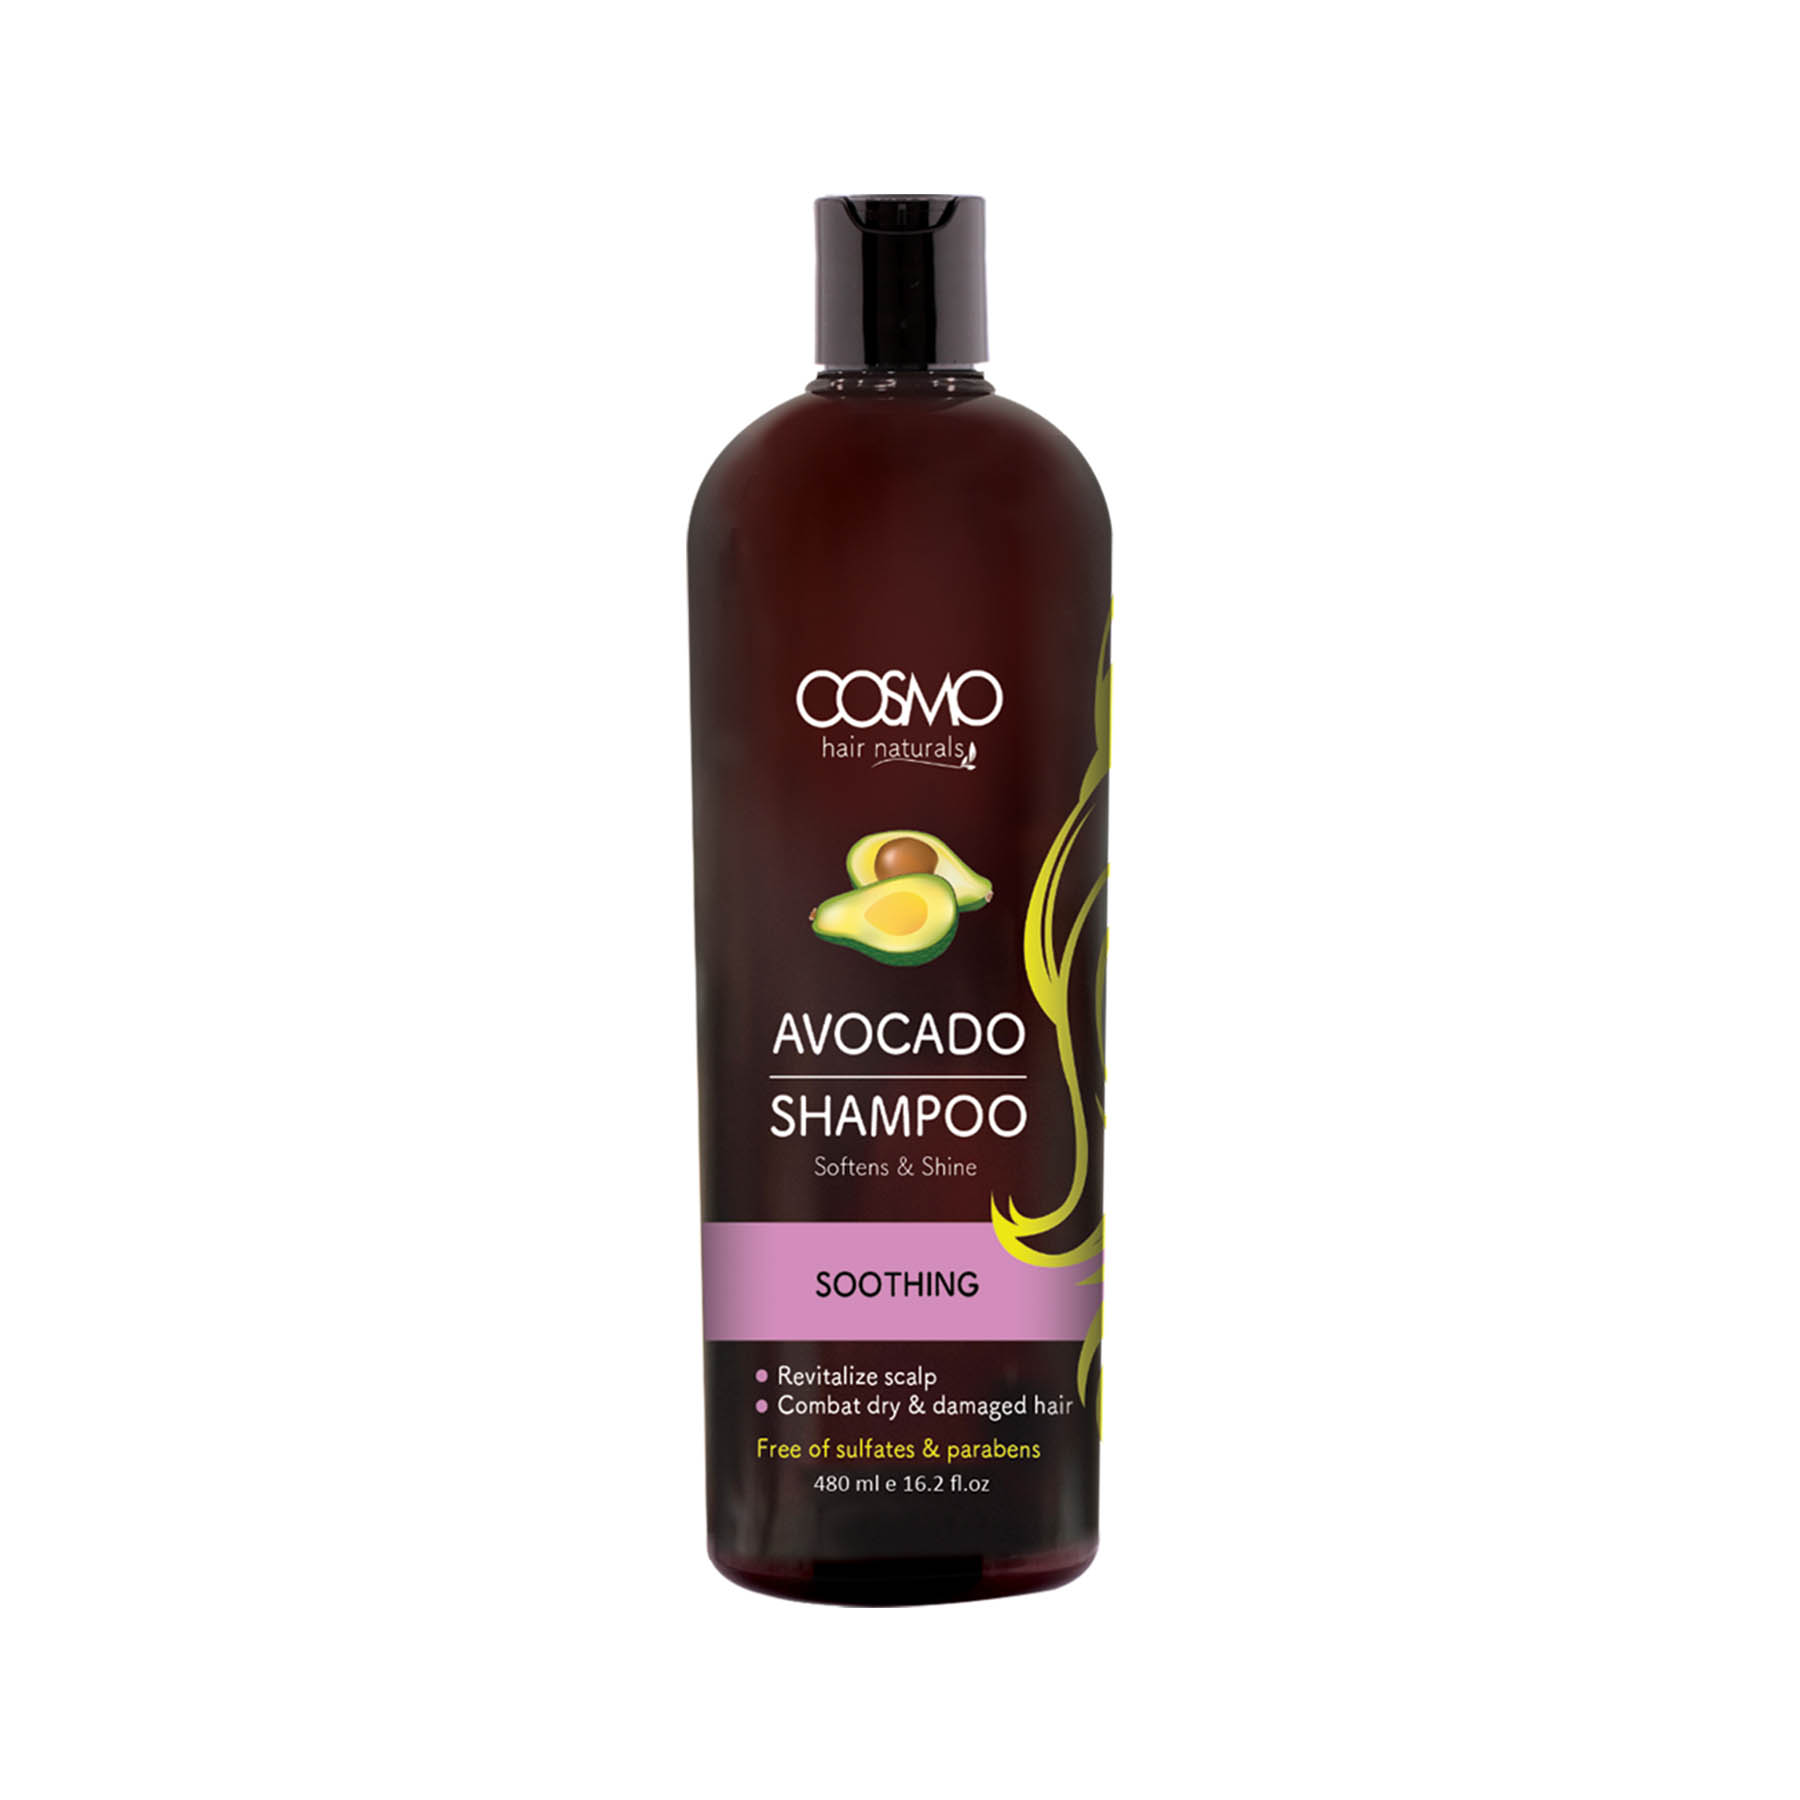 COSMO
hair naturals
AVOCADO
SHAMPOO
Softens & Shine
SOOTHING
• Revitalize scalp
• Combat dry & damaged hair
Free of sulfates & parabens
480 ml e 16.2 fl.oz